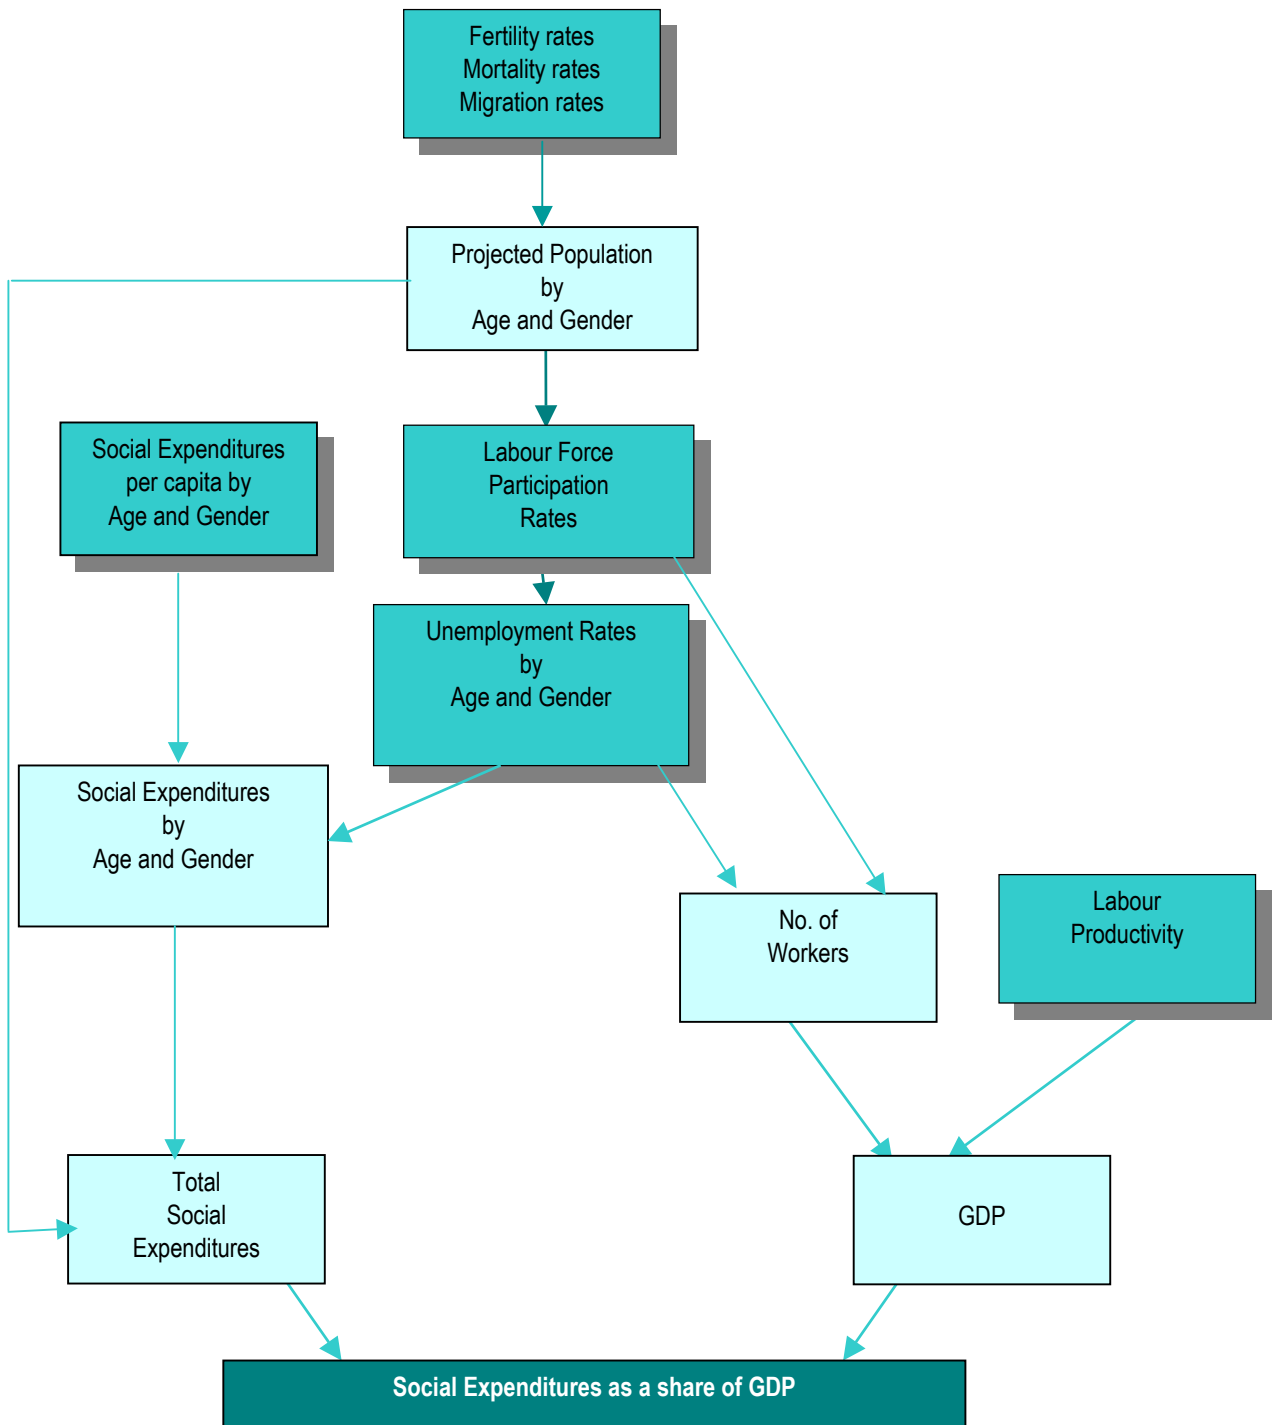 Fertility rates
Mortality rates
Migration rates
Projected Population
by
Age and Gender
Social Expenditures
per capita by
Age and Gender
Labour Force
Participation
Rates
Unemployment Rates
by
Age and Gender
Social Expenditures
by
Age and Gender
No. of
Workers
Labour
Productivity
Total
Social
Expenditures
GDP
Social Expenditures as a share of GDP